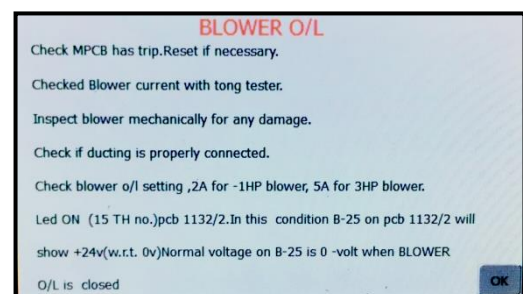 BLOWER O/L
Check MPCB has trip.Reset if necessary.
Checked Blower current with tong tester.
Inspect blower mechanically for any damage.
Check if ducting is properly connected.
Check blower o/l setting ,2A for -1HP blower, 5A for 3HP blower.
Led ON (15 TH no.)pcb 1132/2.In this condition B-25 on pcb 1132/2 will
show +24v(w.r.t. 0v)Normal voltage on B-25 is 0 -volt when BLOWER
O/L is closed
OK